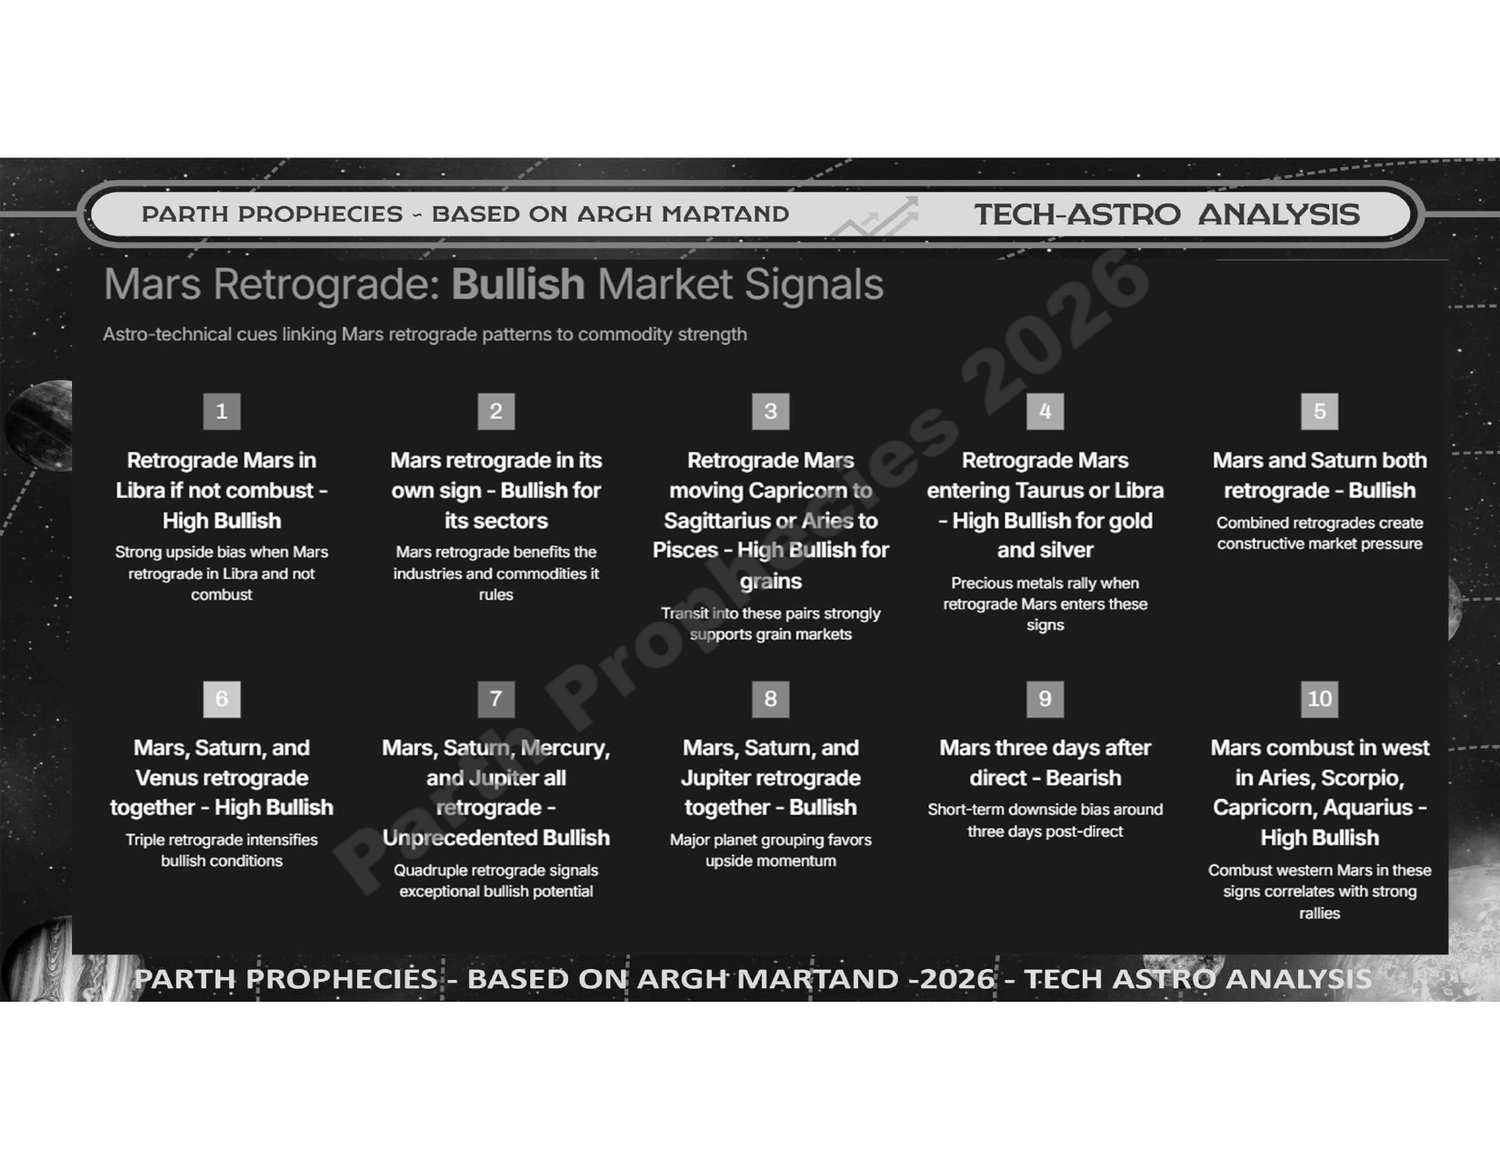 PARTH PROPHECIES ~ BASED ON ARGH MARTAND
TECH-ASTRO ANALYSIS
Mars Retrograde: Bullish Market Signals
Astro-technical cues linking Mars retrograde patterns to commodity strength
1
Retrograde Mars in
Libra if not combust -
High Bullish
Strong upside bias when Mars
retrograde in Libra and not
combust
2
Mars retrograde in its
own sign - Bullish for
its sectors
Mars retrograde benefits the
industries and commodities it
rules
3
Retrograde Mars
moving Capricorn to
Sagittarius or Aries to
Pisces - High Bullish for
grains
Transit into these pairs strongly
supports grain markets
4
Retrograde Mars
entering Taurus or Libra
- High Bullish for gold
and silver
Precious metals rally when
retrograde Mars enters these
signs
5
Mars and Saturn both
retrograde - Bullish
Combined retrogrades create
constructive market pressure
6
Mars, Saturn, and
Venus retrograde
together - High Bullish
Triple retrograde intensifies
bullish conditions
7
Mars, Saturn, Mercury,
and Jupiter all
retrograde -
Unprecedented Bullish
Quadruple retrograde signals
exceptional bullish potential
8
Mars, Saturn, and
Jupiter retrograde
together - Bullish
Major planet grouping favors
upside momentum
9
Mars three days after
direct - Bearish
Short-term downside bias around
three days post-direct
10
Mars combust in west
in Aries, Scorpio,
Capricorn, Aquarius -
High Bullish
Combust western Mars in these
signs correlates with strong
rallies
Parth Prophecies 2026
PARTH PROPHECIES - BASED ON ARGH MARTAND -2026 - TECH ASTRO ANALYSIS